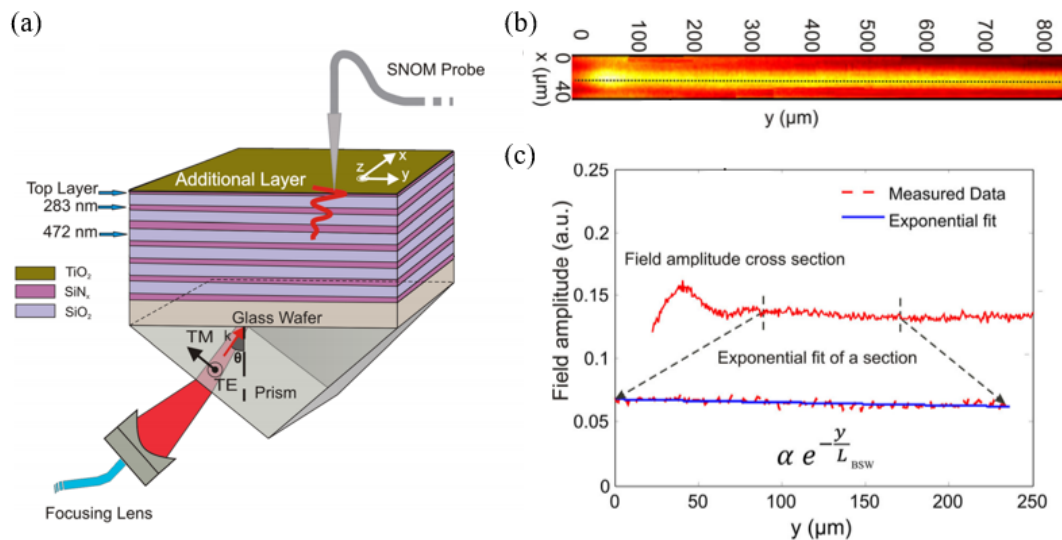 (a)
SNOM Probe
Additional Layer
x
z
y
Top Layer
283 nm
472 nm
TiO₂
SiNₓ
SiO₂
Glass Wafer
TM
k
θ
TE
Prism
Focusing Lens
(b)
0 100 200 300 400 500 600 700 800
0
40
x (µm)
y (µm)
(c)
0.25
0.2
0.15
0.1
0.05
0
Field amplitude (a.u.)
Measured Data
Exponential fit
Field amplitude cross section
Exponential fit of a section
α e^{-y/L_BSW}
0 50 100 150 200 250
y (µm)